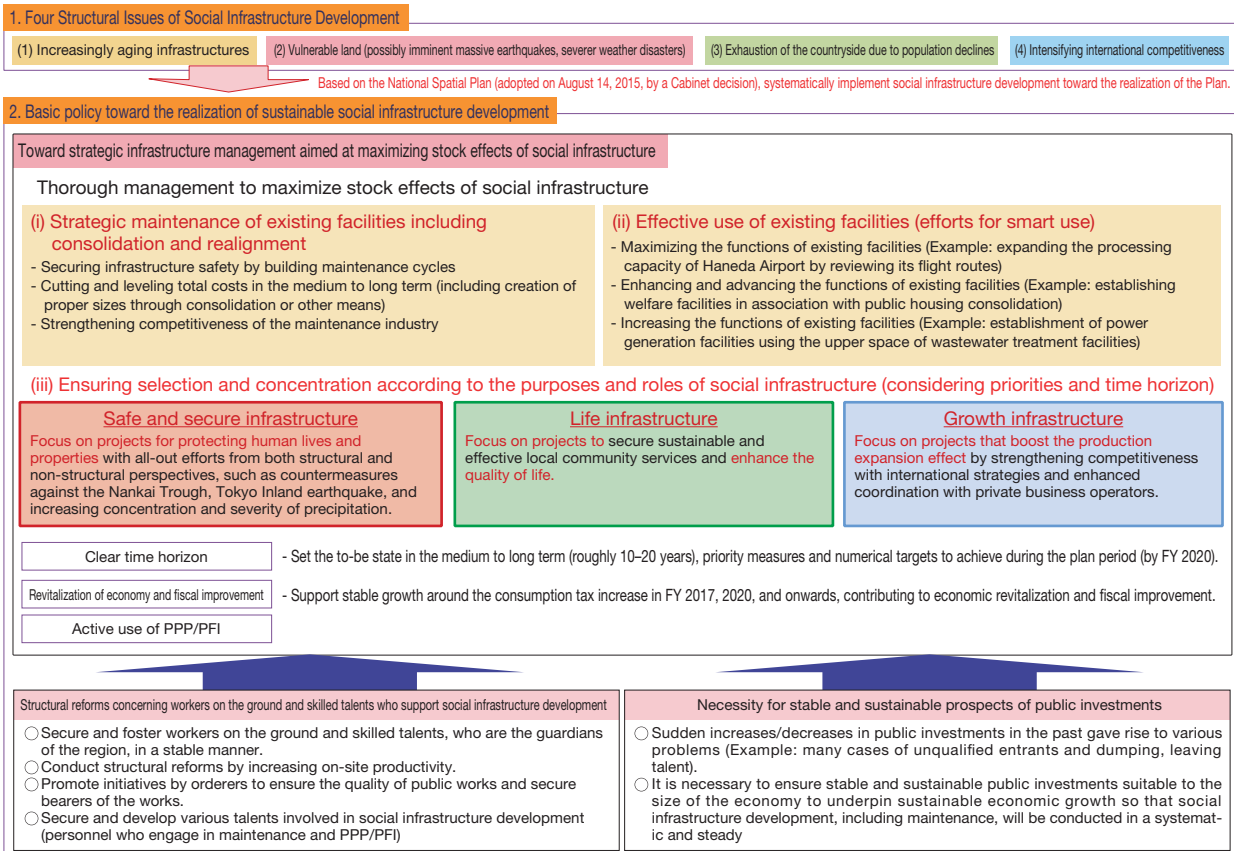 1. Four Structural Issues of Social Infrastructure Development
(1) Increasingly aging infrastructures
(2) Vulnerable land (possibly imminent massive earthquakes, severer weather disasters)
(3) Exhaustion of the countryside due to population declines
(4) Intensifying international competitiveness
Based on the National Spatial Plan (adopted on August 14, 2015, by a Cabinet decision), systematically implement social infrastructure development toward the realization of the Plan.
2. Basic policy toward the realization of sustainable social infrastructure development
Toward strategic infrastructure management aimed at maximizing stock effects of social infrastructure
Thorough management to maximize stock effects of social infrastructure
(i) Strategic maintenance of existing facilities including
consolidation and realignment
- Securing infrastructure safety by building maintenance cycles
- Cutting and leveling total costs in the medium to long term (including creation of
proper sizes through consolidation or other means)
- Strengthening competitiveness of the maintenance industry
(ii) Effective use of existing facilities (efforts for smart use)
- Maximizing the functions of existing facilities (Example: expanding the processing
capacity of Haneda Airport by reviewing its flight routes)
- Enhancing and advancing the functions of existing facilities (Example: establishing
welfare facilities in association with public housing consolidation)
- Increasing the functions of existing facilities (Example: establishment of power
generation facilities using the upper space of wastewater treatment facilities)
(iii) Ensuring selection and concentration according to the purposes and roles of social infrastructure (considering priorities and time horizon)
Safe and secure infrastructure
Focus on projects for protecting human lives and
properties with all-out efforts from both structural and
non-structural perspectives, such as countermeasures
against the Nankai Trough, Tokyo Inland earthquake, and
increasing concentration and severity of precipitation.
Life infrastructure
Focus on projects to secure sustainable and
effective local community services and enhance the
quality of life.
Growth infrastructure
Focus on projects that boost the production
expansion effect by strengthening competitiveness
with international strategies and enhanced
coordination with private business operators.
Clear time horizon
- Set the to-be state in the medium to long term (roughly 10–20 years), priority measures and numerical targets to achieve during the plan period (by FY 2020).
Revitalization of economy and fiscal improvement
- Support stable growth around the consumption tax increase in FY 2017, 2020, and onwards, contributing to economic revitalization and fiscal improvement.
Active use of PPP/PFI
Structural reforms concerning workers on the ground and skilled talents who support social infrastructure development
○ Secure and foster workers on the ground and skilled talents, who are the guardians
of the region, in a stable manner.
○ Conduct structural reforms by increasing on-site productivity.
○ Promote initiatives by orderers to ensure the quality of public works and secure
bearers of the works.
○ Secure and develop various talents involved in social infrastructure development
(personnel who engage in maintenance and PPP/PFI)
Necessity for stable and sustainable prospects of public investments
○ Sudden increases/decreases in public investments in the past gave rise to various
problems (Example: many cases of unqualified entrants and dumping, leaving
talent).
○ It is necessary to ensure stable and sustainable public investments suitable to the
size of the economy to underpin sustainable economic growth so that social
infrastructure development, including maintenance, will be conducted in a systemat-
ic and steady